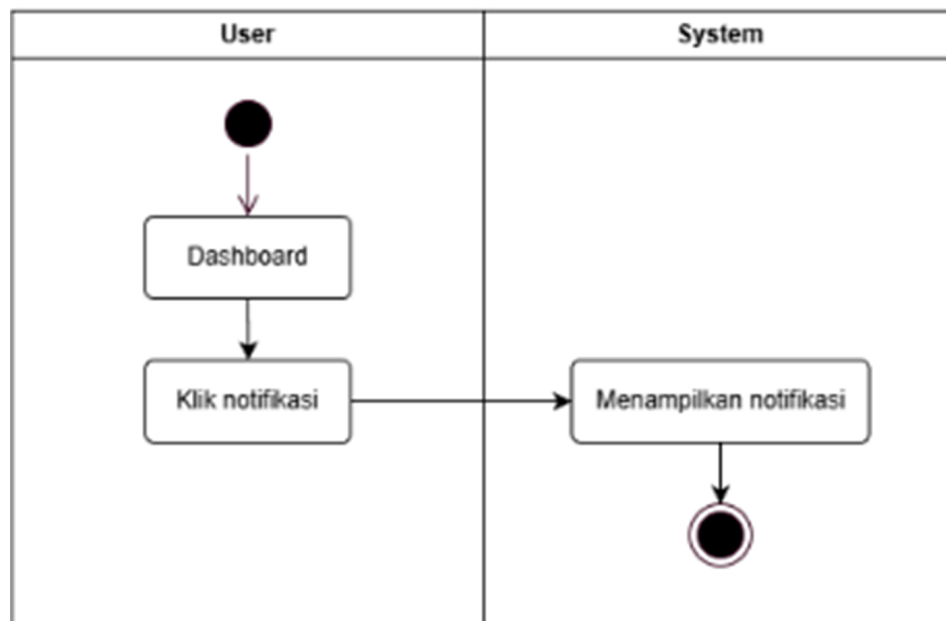 User
System
Dashboard
Klik notifikasi
Menampilkan notifikasi